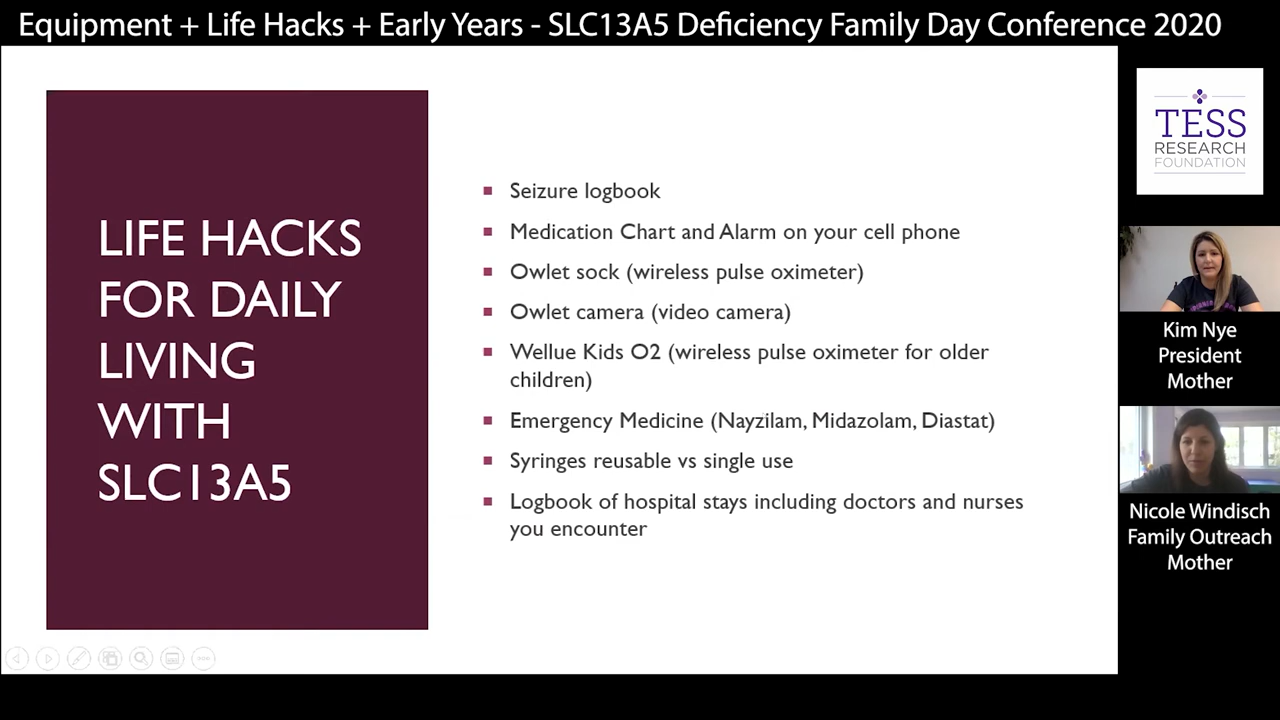 Equipment + Life Hacks + Early Years - SLC13A5 Deficiency Family Day Conference 2020
LIFE HACKS
FOR DAILY
LIVING
WITH
SLC13A5
Seizure logbook
Medication Chart and Alarm on your cell phone
Owlet sock (wireless pulse oximeter)
Owlet camera (video camera)
Wellue Kids O2 (wireless pulse oximeter for older
children)
Emergency Medicine (Nayzilam, Midazolam, Diastat)
Syringes reusable vs single use
Logbook of hospital stays including doctors and nurses
you encounter
TESS
RESEARCH
FOUNDATION
Kim Nye
President
Mother
Nicole Windisch
Family Outreach
Mother